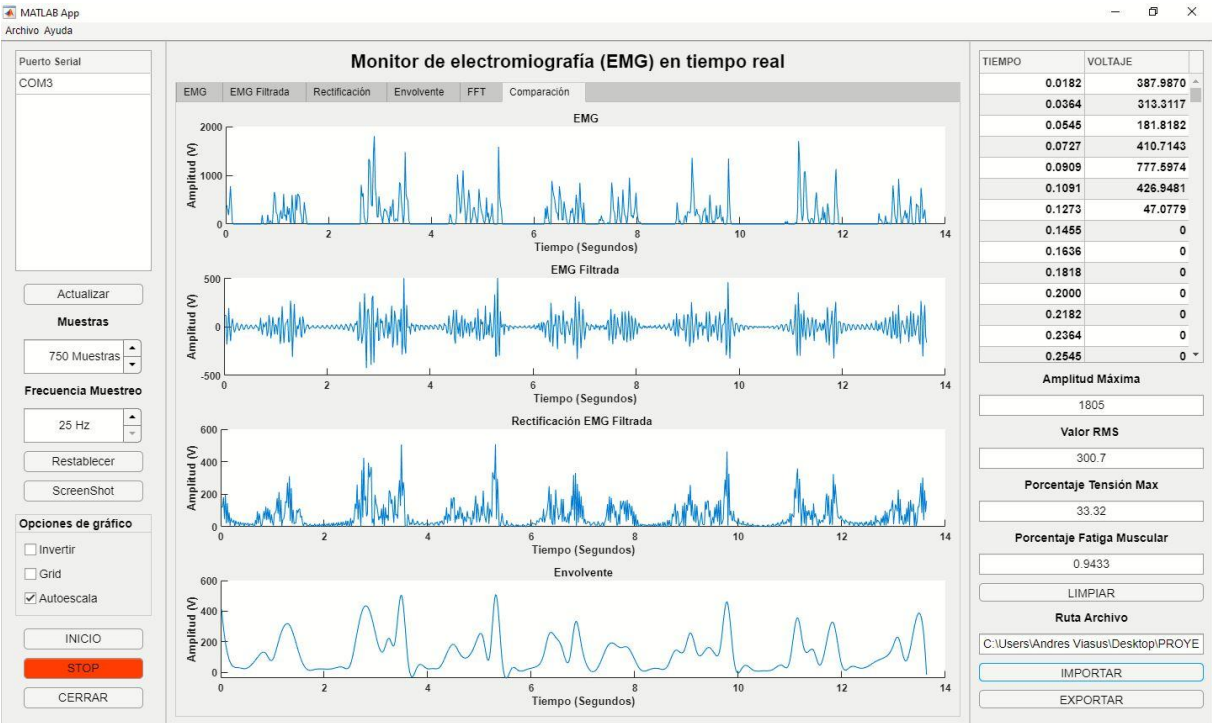 MATLAB App
Archivo Ayuda
Puerto Serial
COM3
Actualizar
Muestras
750 Muestras
Frecuencia Muestreo
25 Hz
Restablecer
ScreenShot
Opciones de gráfico
Invertir
Grid
Autoescala
INICIO
STOP
CERRAR
Monitor de electromiografía (EMG) en tiempo real
EMG EMG Filtrada Rectificación Envolvente FFT Comparación
EMG
Amplitud (V)
2000
1000
0
0 2 4 6 8 10 12 14
Tiempo (Segundos)
EMG Filtrada
Amplitud (V)
500
0
-500
0 2 4 6 8 10 12 14
Tiempo (Segundos)
Rectificación EMG Filtrada
Amplitud (V)
600
400
200
0
0 2 4 6 8 10 12 14
Tiempo (Segundos)
Envolvente
Amplitud (V)
600
400
200
0
0 2 4 6 8 10 12 14
Tiempo (Segundos)
TIEMPO VOLTAJE
0.0182 387.9870
0.0364 313.3117
0.0545 181.8182
0.0727 410.7143
0.0909 777.5974
0.1091 426.9481
0.1273 47.0779
0.1455 0
0.1636 0
0.1818 0
0.2000 0
0.2182 0
0.2364 0
0.2545 0
Amplitud Máxima
1805
Valor RMS
300.7
Porcentaje Tensión Max
33.32
Porcentaje Fatiga Muscular
0.9433
LIMPIAR
Ruta Archivo
C:\Users\Andres Viasus\Desktop\PROYE
IMPORTAR
EXPORTAR